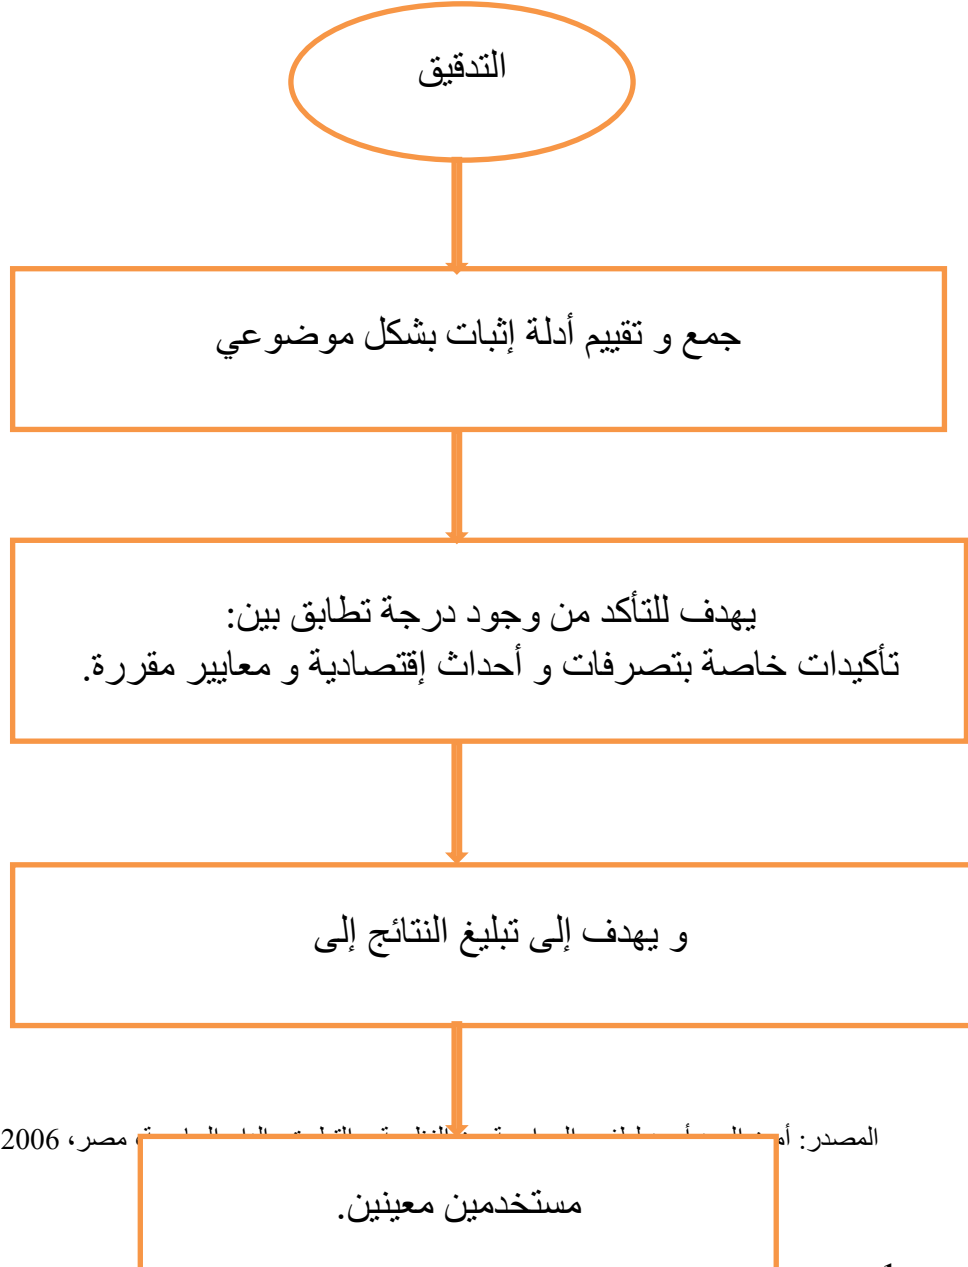 التدقيق
جمع و تقييم أدلة إثبات بشكل موضوعي
يهدف للتأكد من وجود درجة تطابق بين:
تأكيدات خاصة بتصرفات و أحداث إقتصادية و معايير مقررة.
و يهدف إلى تبليغ النتائج إلى
المصدر: مصر، 2006
مستخدمين معينين.